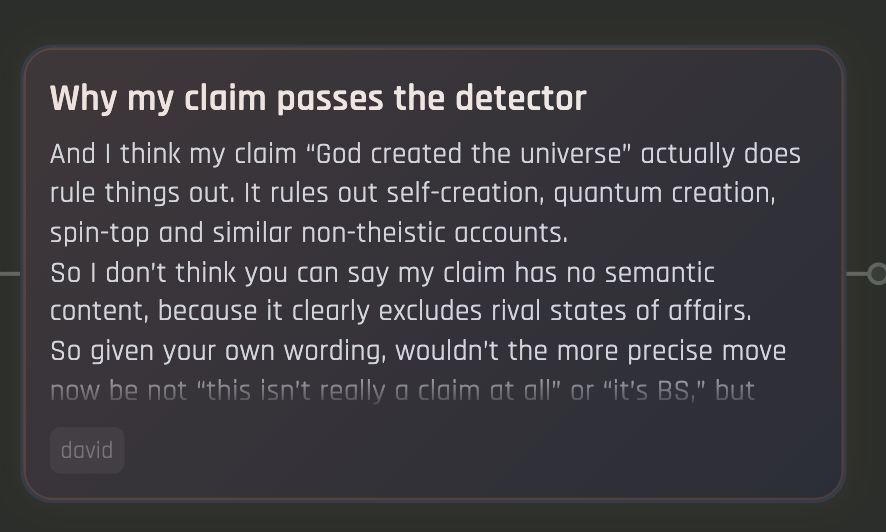 Why my claim passes the detector
And I think my claim “God created the universe” actually does
rule things out. It rules out self-creation, quantum creation,
spin-top and similar non-theistic accounts.
So I don’t think you can say my claim has no semantic
content, because it clearly excludes rival states of affairs.
So given your own wording, wouldn’t the more precise move
now be not “this isn’t really a claim at all” or “it’s BS,” but
david